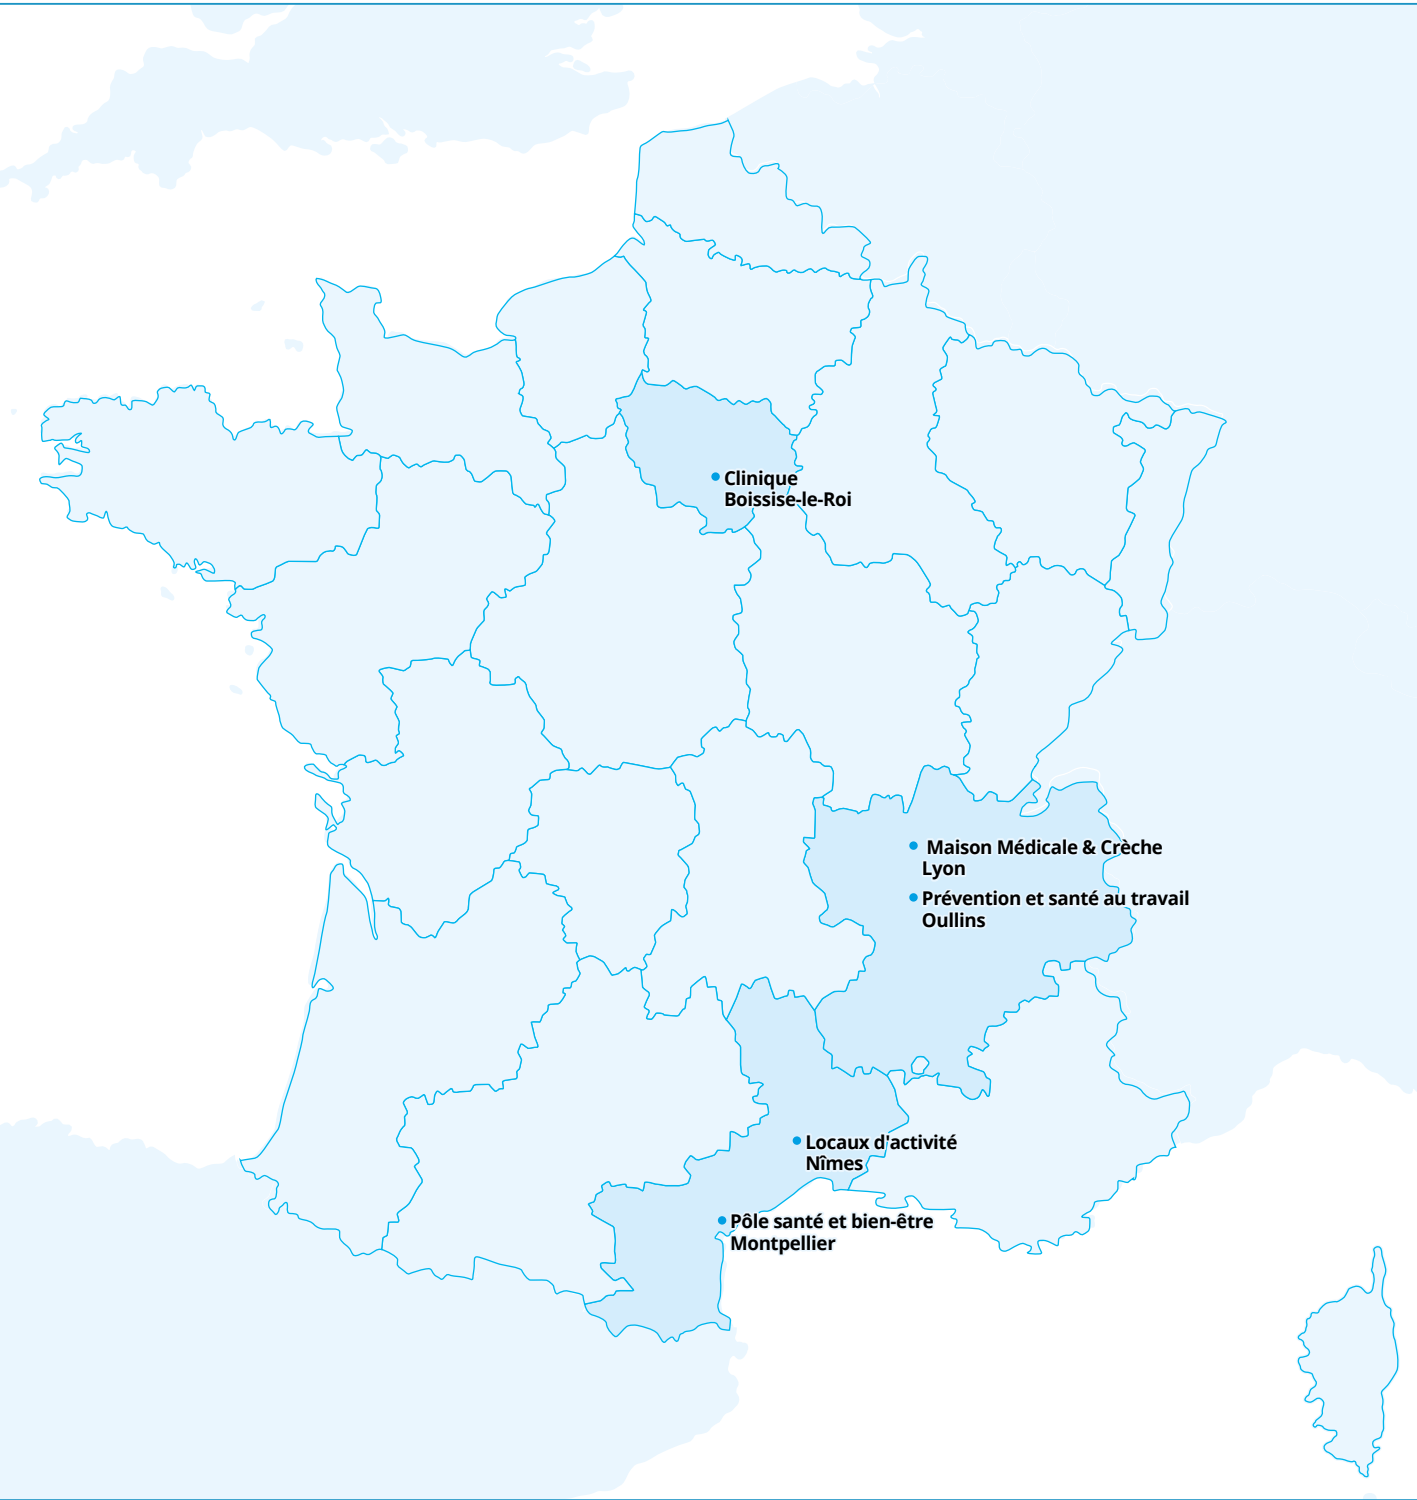 Clinique
Boissise-le-Roi
Maison Médicale & Crèche
Lyon
Prévention et santé au travail
Oullins
Locaux d'activité
Nîmes
Pôle santé et bien-être
Montpellier